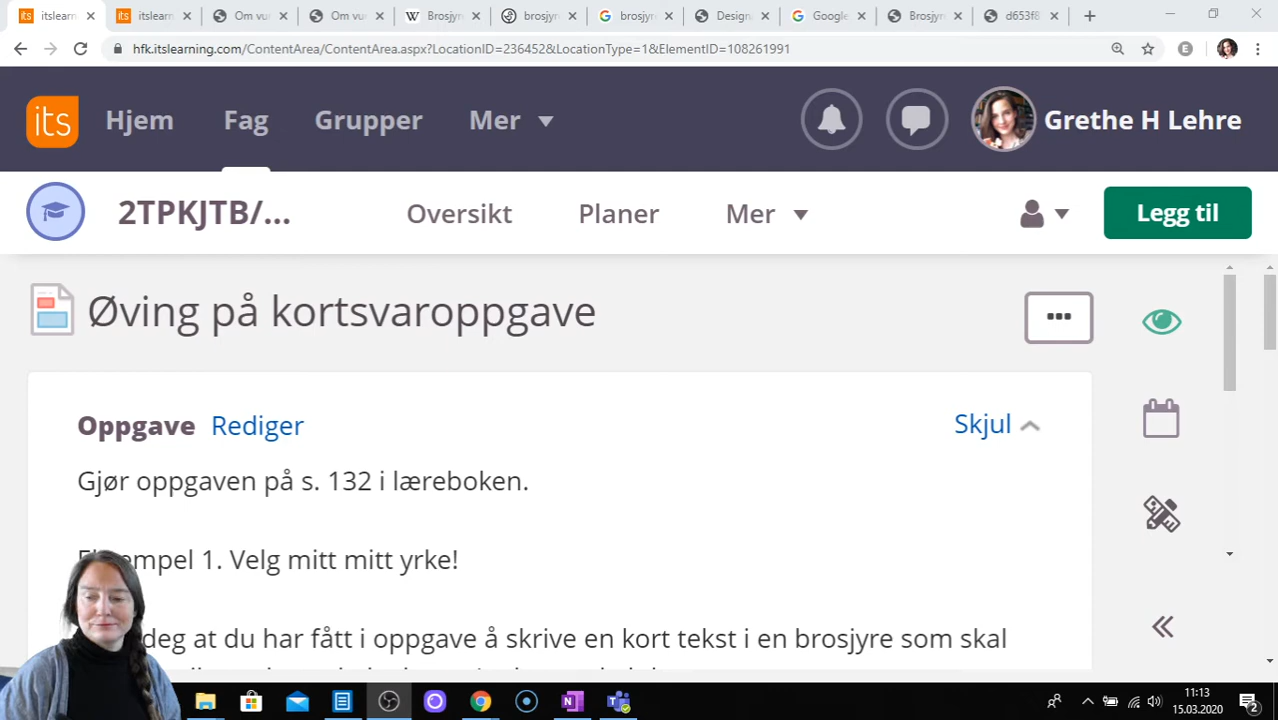 itslearn
itslearn
Om vur
Om vur
Brosjyre
brosjyr
brosjyre
Design
Google
Brosjyr
d653f8
hfk.itslearning.com/ContentArea/ContentArea.aspx?LocationID=236452&LocationType=1&ElementID=108261991
E
its
Hjem
Fag
Grupper
Mer
Grethe H Lehre
2TPKJTB/...
Oversikt
Planer
Mer
Legg til
Øving på kortsvaroppgave
Oppgave Rediger
Skjul
Gjør oppgaven på s. 132 i læreboken.
empel 1. Velg mitt mitt yrke!
deg at du har fått i oppgave å skrive en kort tekst i en brosjyre som skal
11:13
15.03.2020
2